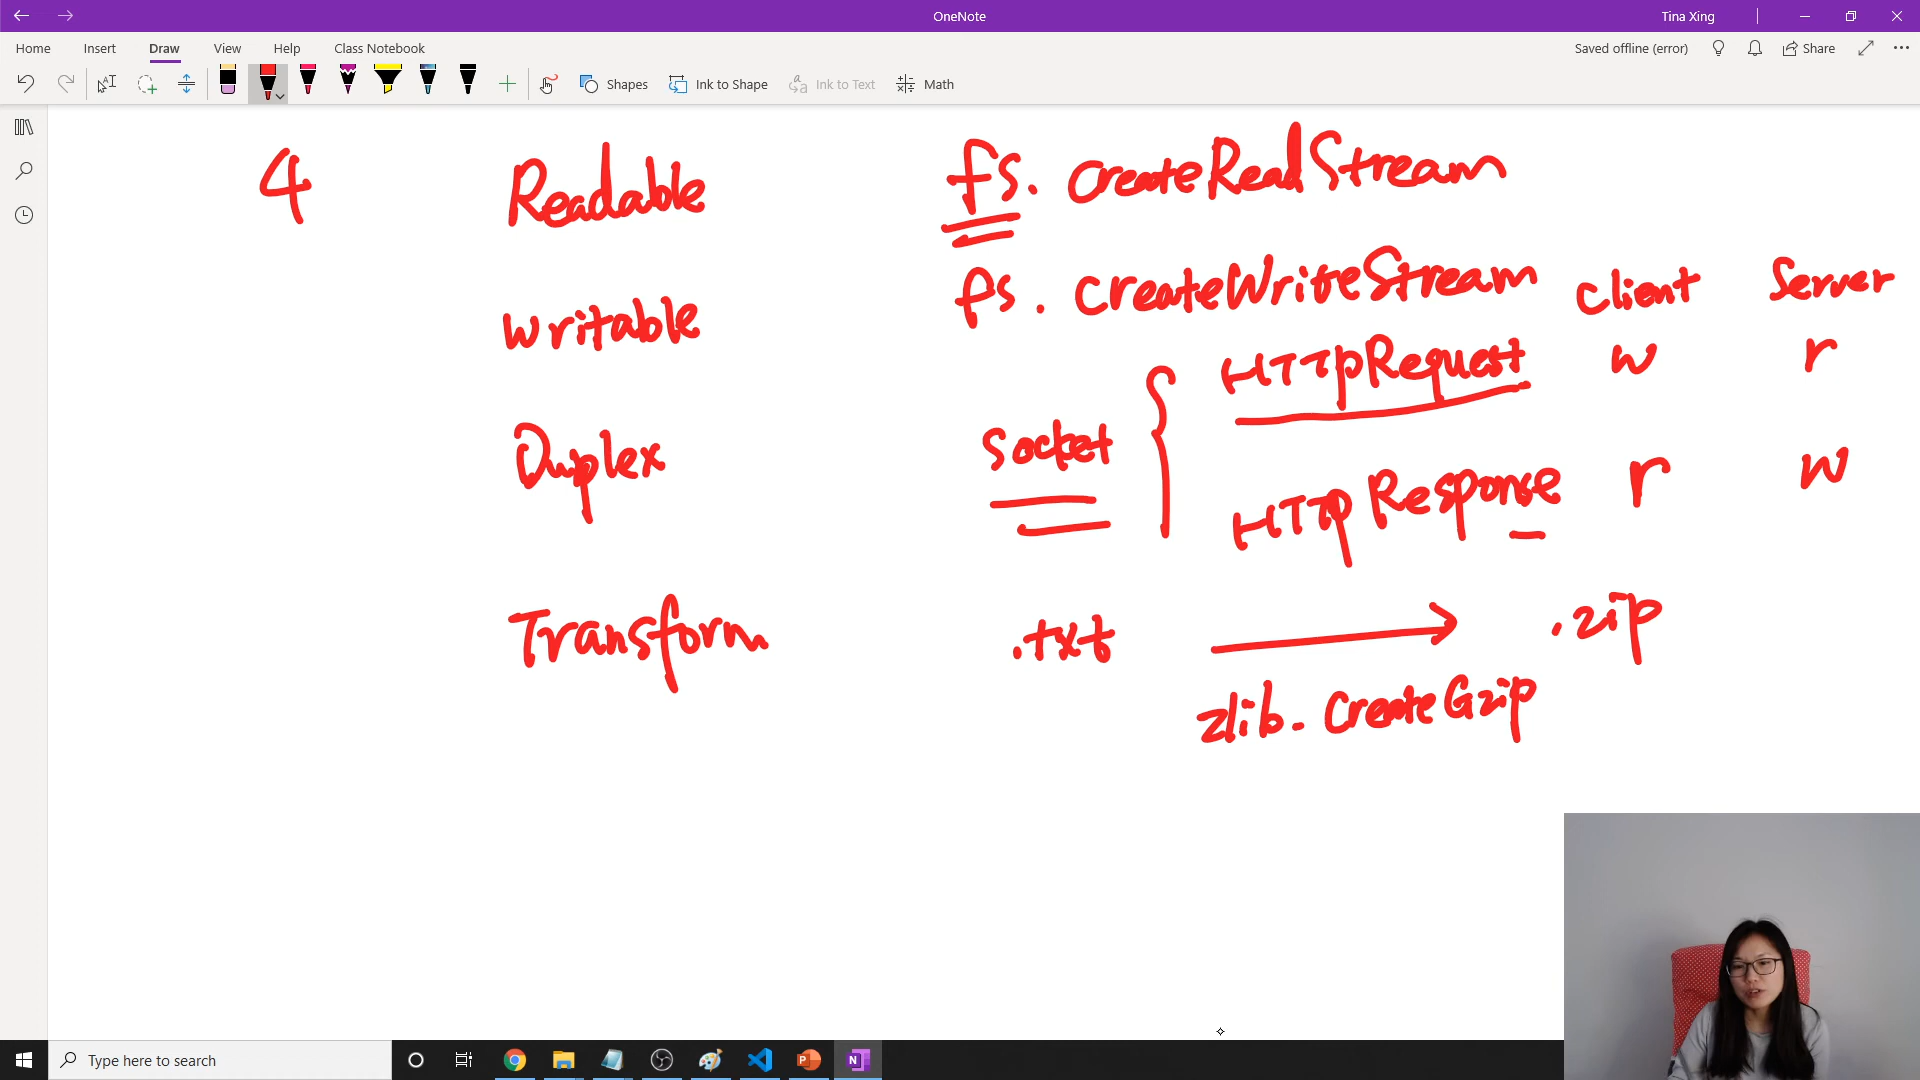 OneNote
Tina Xing
Home Insert Draw View Help Class Notebook
Saved offline (error) Share
Shapes Ink to Shape Ink to Text Math
4 Readable fs. createReadStream
writable fs. createWriteStream client Server
HTTpRequest w r
Duplex Socket
HTTpResponse r w
Transform .txt .zip
zlib. CreateGzip
Type here to search